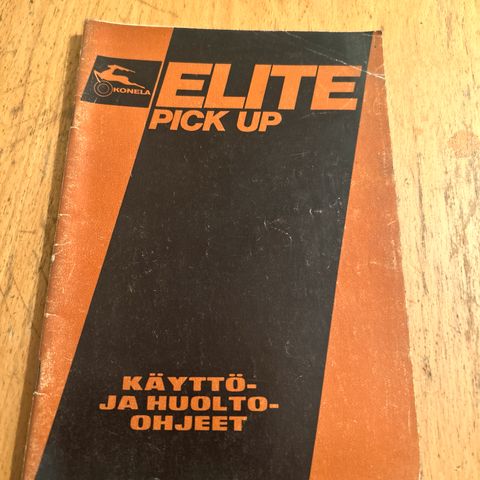 KONELA
ELITE
PICK UP
KÄYTTÖ-
JA HUOLTO-
OHJEET